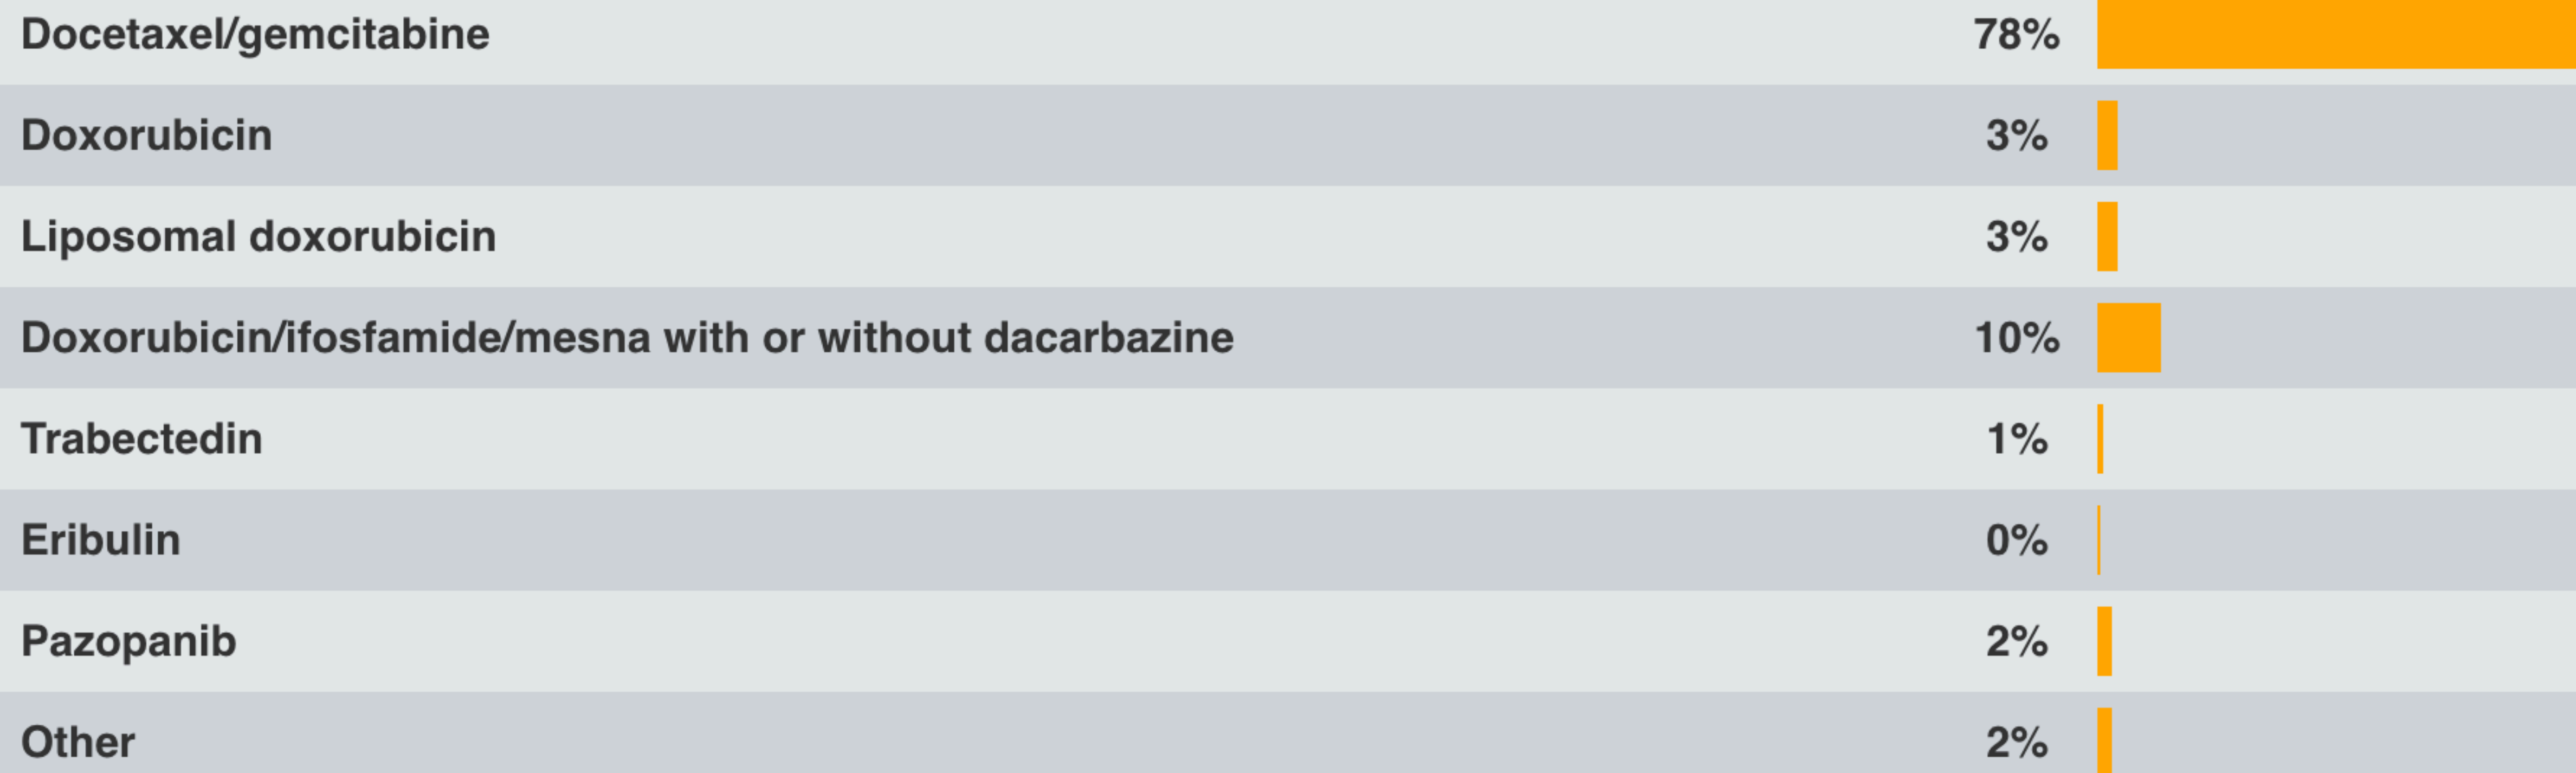 Docetaxel/gemcitabine 78%
Doxorubicin 3%
Liposomal doxorubicin 3%
Doxorubicin/ifosfamide/mesna with or without dacarbazine 10%
Trabectedin 1%
Eribulin 0%
Pazopanib 2%
Other 2%